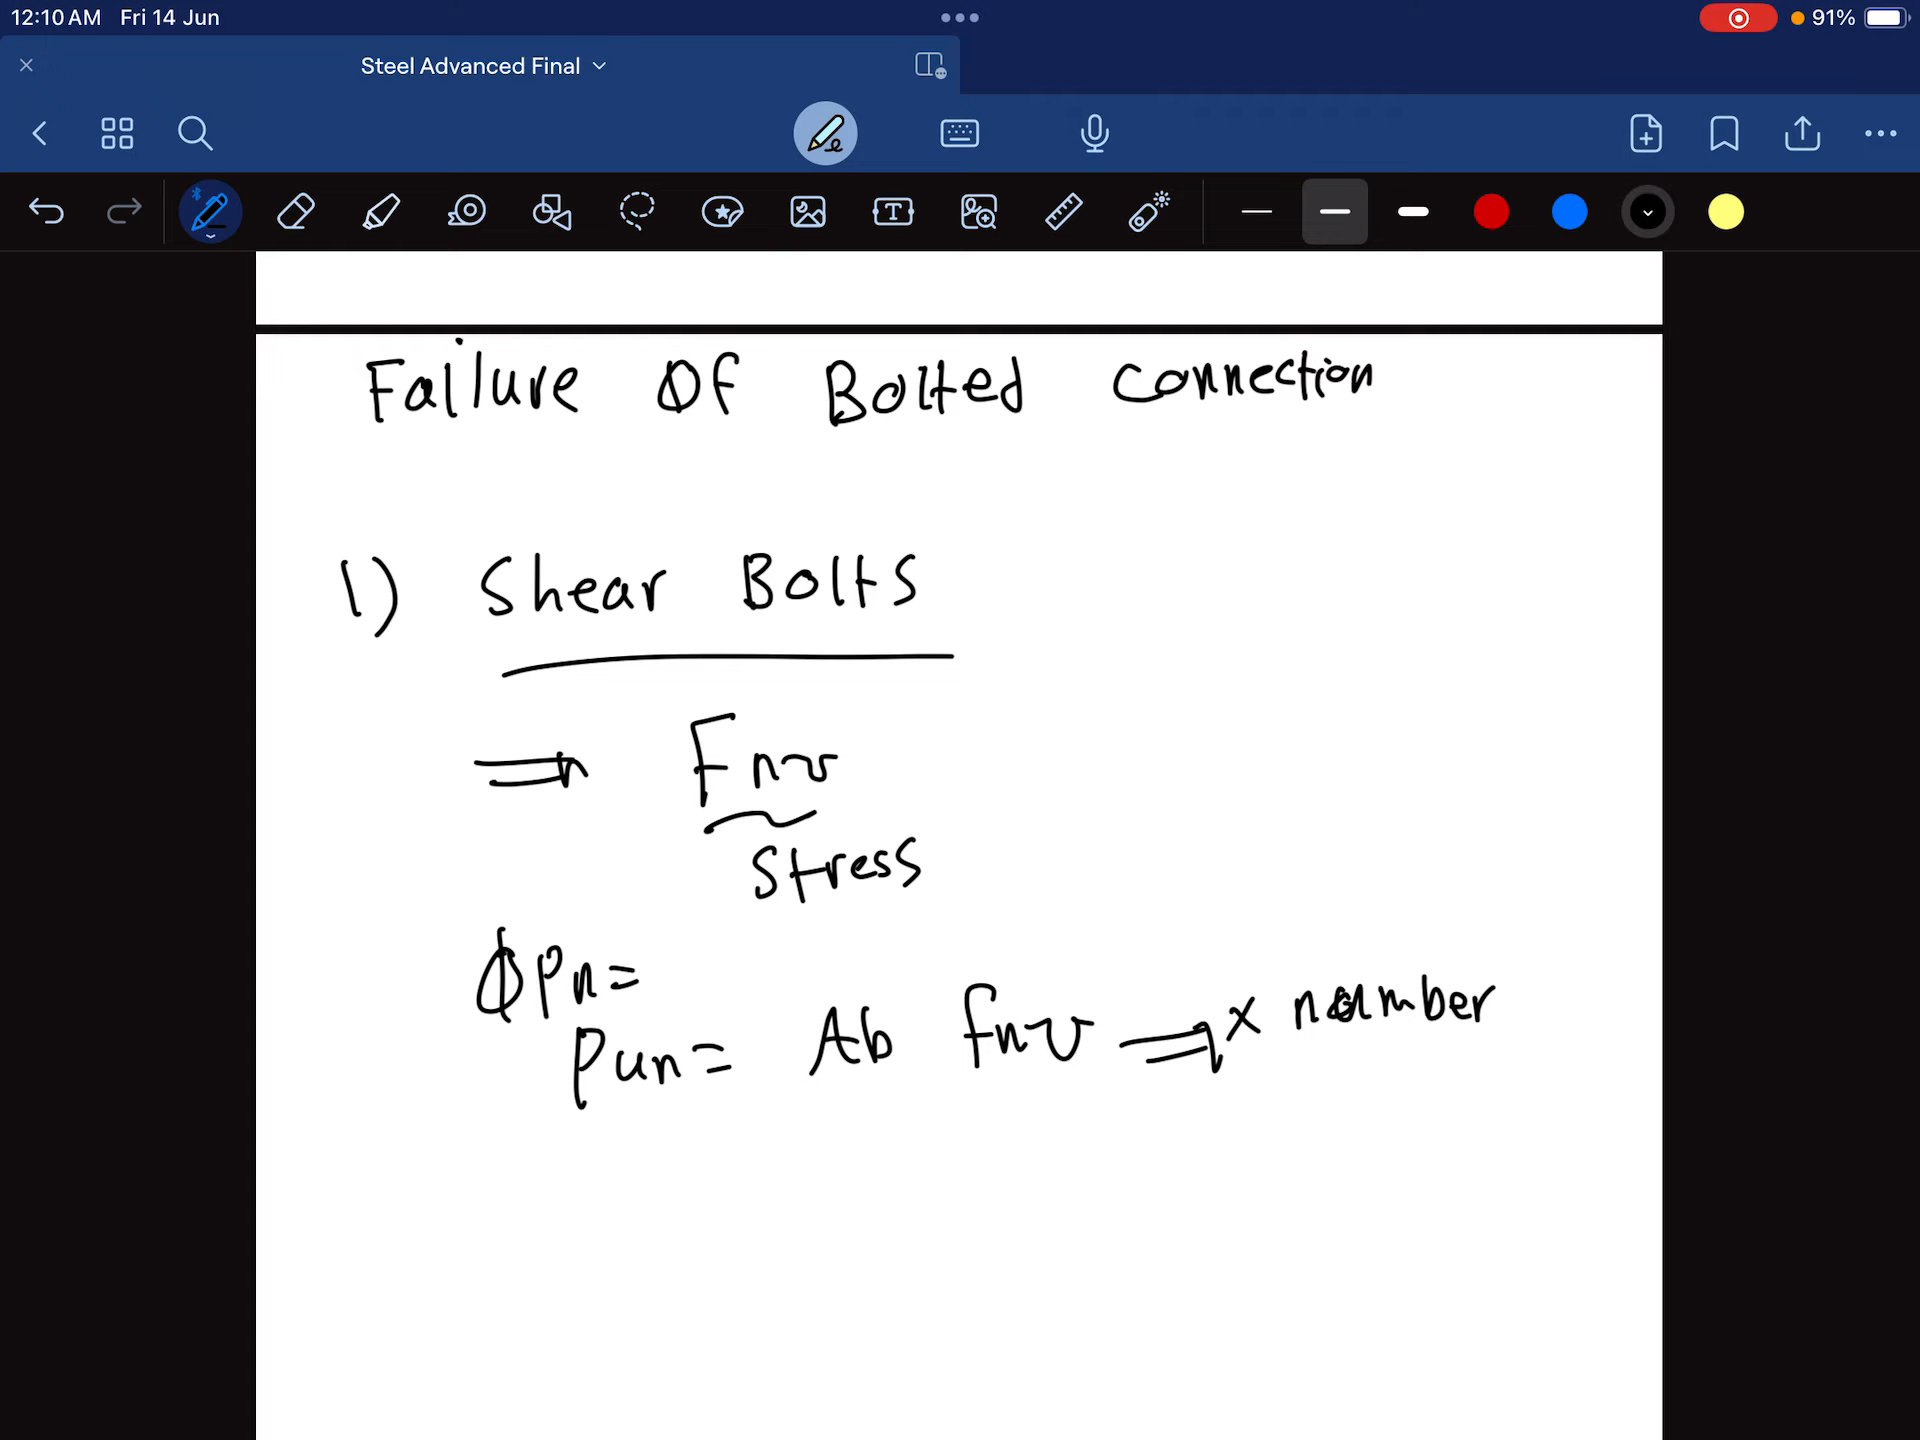 12:10 AM Fri 14 Jun 91%
Steel Advanced Final
Failure Of Bolted connection
1) Shear Bolts
⇒ Fnv
Stress
ΦPn=
Pun= Ab fnv ⇒ x number